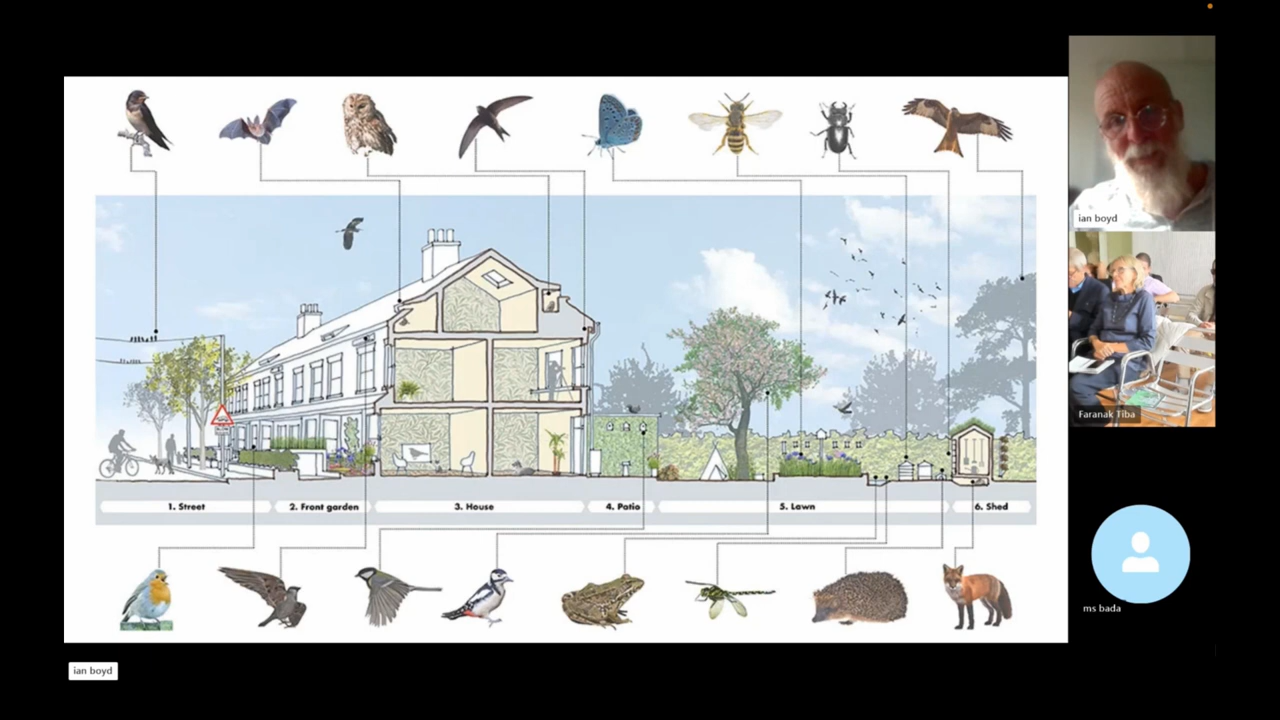 1. Street
2. Front garden
3. House
4. Patio
5. Lawn
6. Shed
ian boyd
Faranak Tiba
ms bada
ian boyd